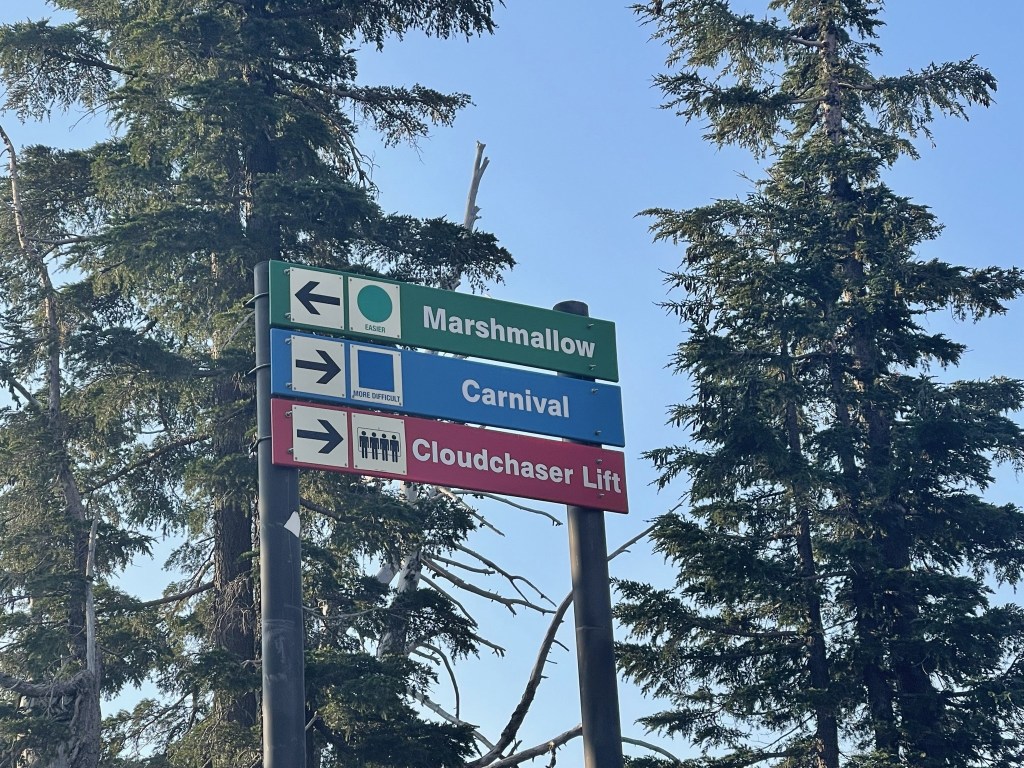 EASIER
Marshmallow
MORE DIFFICULT
Carnival
Cloudchaser Lift